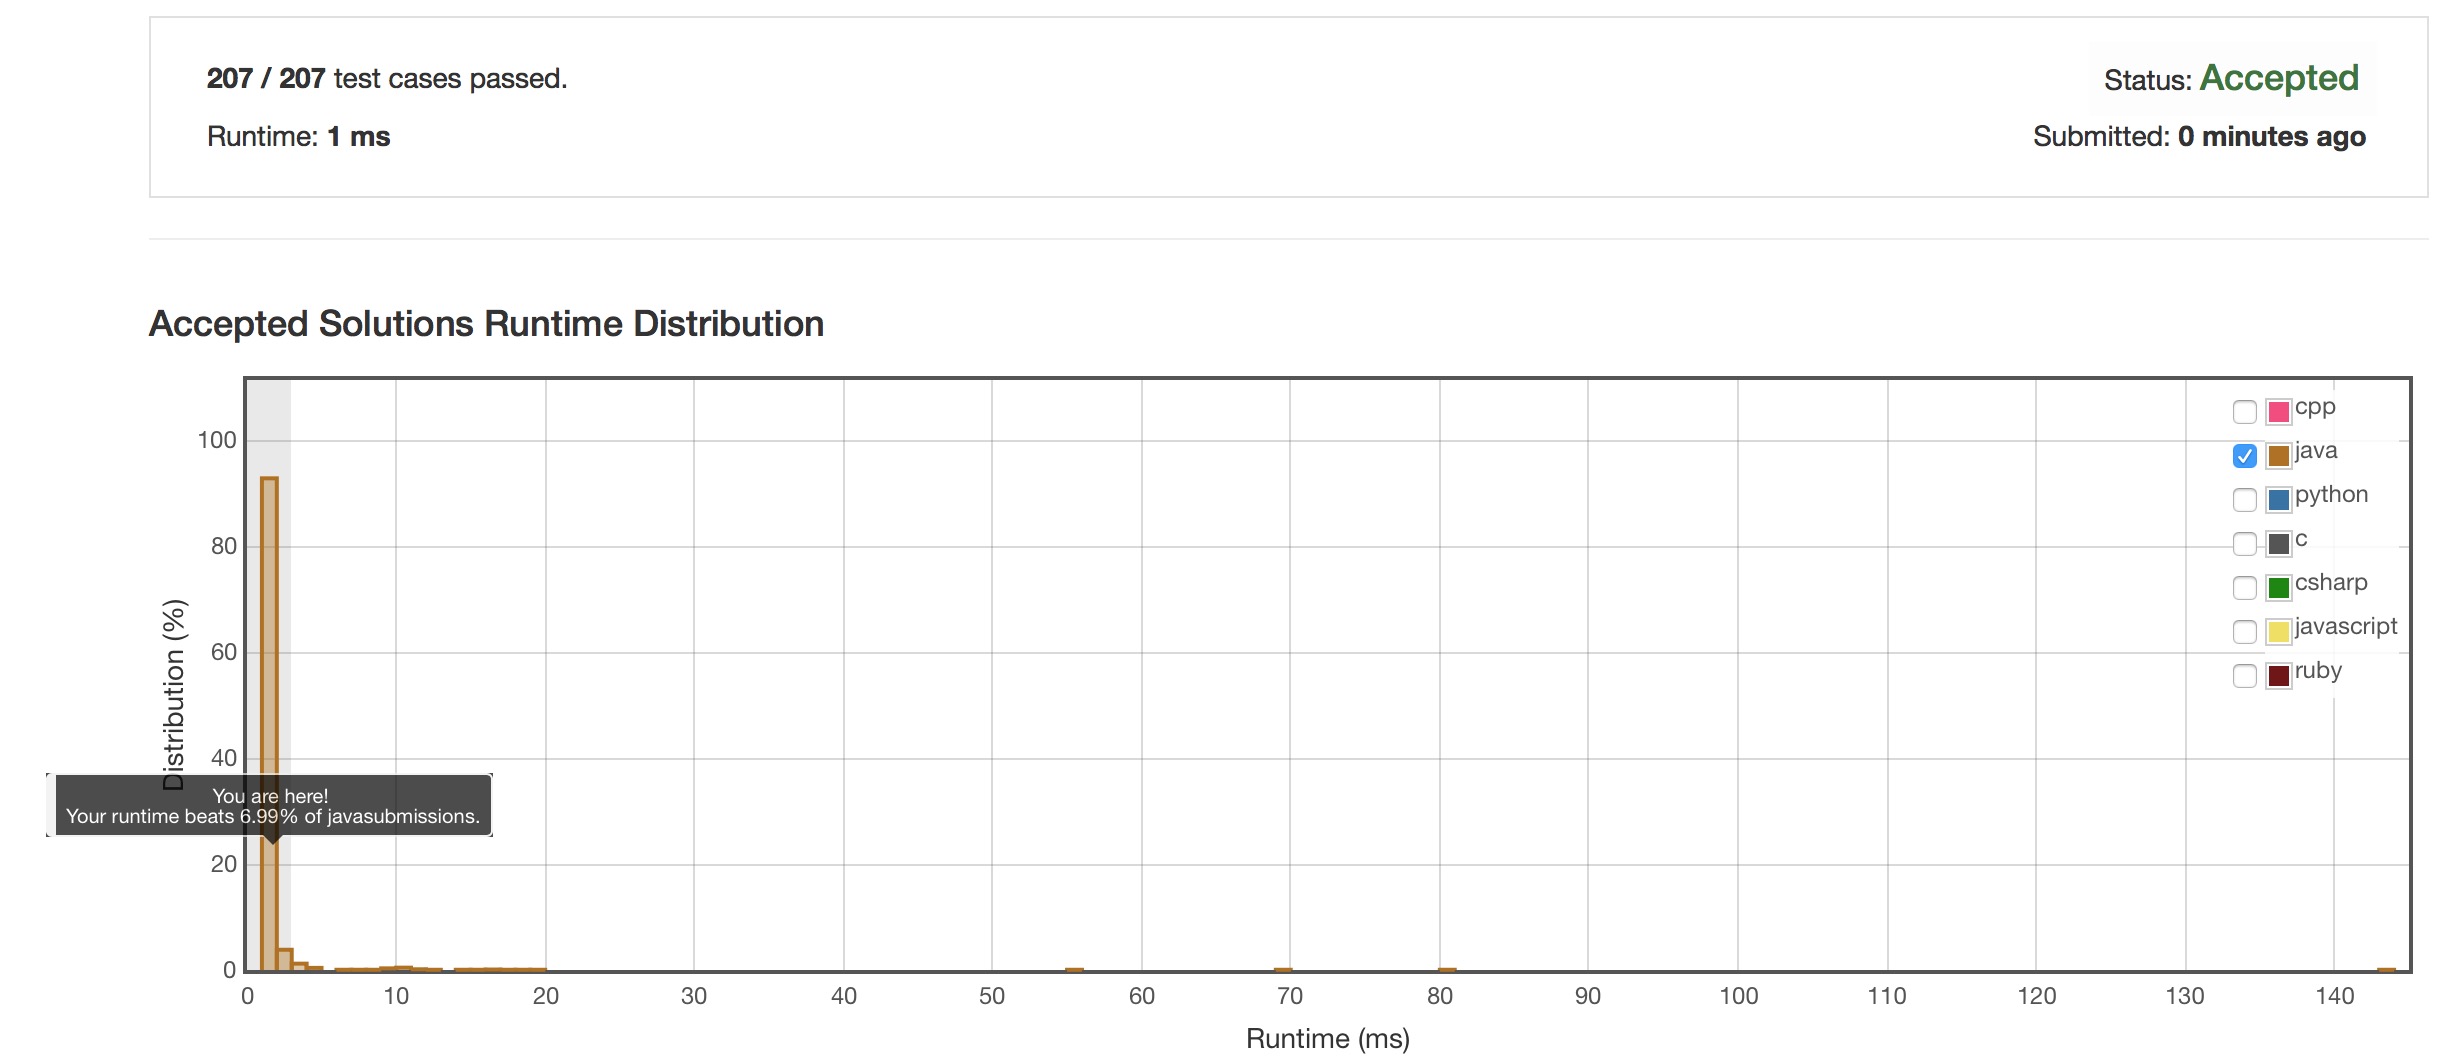 207 / 207 test cases passed.
Status: Accepted
Runtime: 1 ms
Submitted: 0 minutes ago
Accepted Solutions Runtime Distribution
cpp
java
python
c
csharp
javascript
ruby
Distribution (%)
100
80
60
40
20
0
You are here!
Your runtime beats 6.99% of javasubmissions.
0 10 20 30 40 50 60 70 80 90 100 110 120 130 140
Runtime (ms)